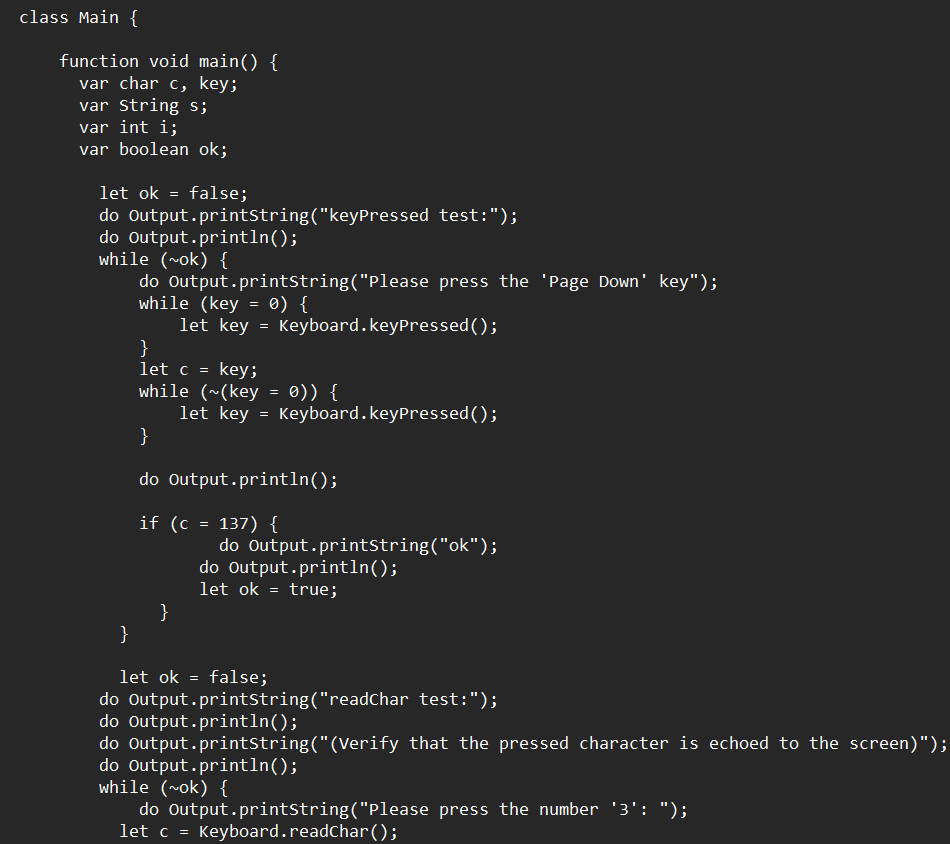 class Main {
function void main() {
var char c, key;
var String s;
var int i;
var boolean ok;
let ok = false;
do Output.printString("keyPressed test:");
do Output.println();
while (~ok) {
do Output.printString("Please press the 'Page Down' key");
while (key = 0) {
let key = Keyboard.keyPressed();
}
let c = key;
while (~(key = 0)) {
let key = Keyboard.keyPressed();
}
do Output.println();
if (c = 137) {
do Output.printString("ok");
do Output.println();
let ok = true;
}
}
let ok = false;
do Output.printString("readChar test:");
do Output.println();
do Output.printString("(Verify that the pressed character is echoed to the screen)");
do Output.println();
while (~ok) {
do Output.printString("Please press the number '3': ");
let c = Keyboard.readChar();